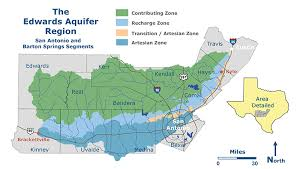 The
Edwards Aquifer
Region
San Antonio and
Barton Springs Segments
Contributing Zone
Recharge Zone
Transition / Artesian Zone
Artesian Zone
Travis
Edwards
Kerr
Hays
Kyle
Kendall
Real
Comal
Bandera
San
Antonio
Brackettville
Bexar
Kinney
Uvalde
Medina
Area
Detailed
0
30
Miles
North